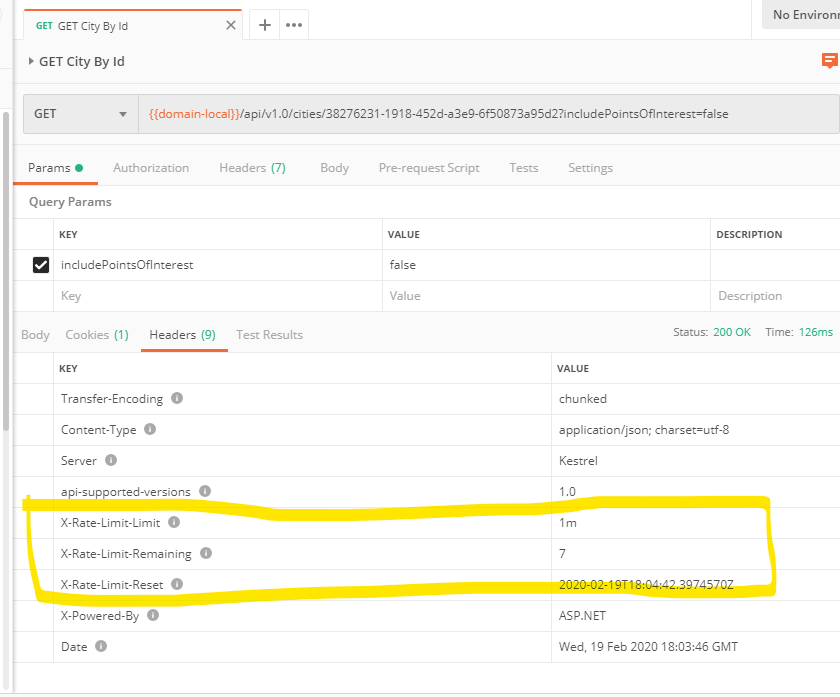 GET GET City By Id
No Environ
GET City By Id
GET {{domain-local}}/api/v1.0/cities/38276231-1918-452d-a3e9-6f50873a95d2?includePointsOfInterest=false
Params Authorization Headers (7) Body Pre-request Script Tests Settings
Query Params
KEY VALUE DESCRIPTION
includePointsOfInterest false
Key Value Description
Body Cookies (1) Headers (9) Test Results Status: 200 OK Time: 126ms
KEY VALUE
Transfer-Encoding chunked
Content-Type application/json; charset=utf-8
Server Kestrel
api-supported-versions 1.0
X-Rate-Limit-Limit 1m
X-Rate-Limit-Remaining 7
X-Rate-Limit-Reset 2020-02-19T18:04:42.3974570Z
X-Powered-By ASP.NET
Date Wed, 19 Feb 2020 18:03:46 GMT